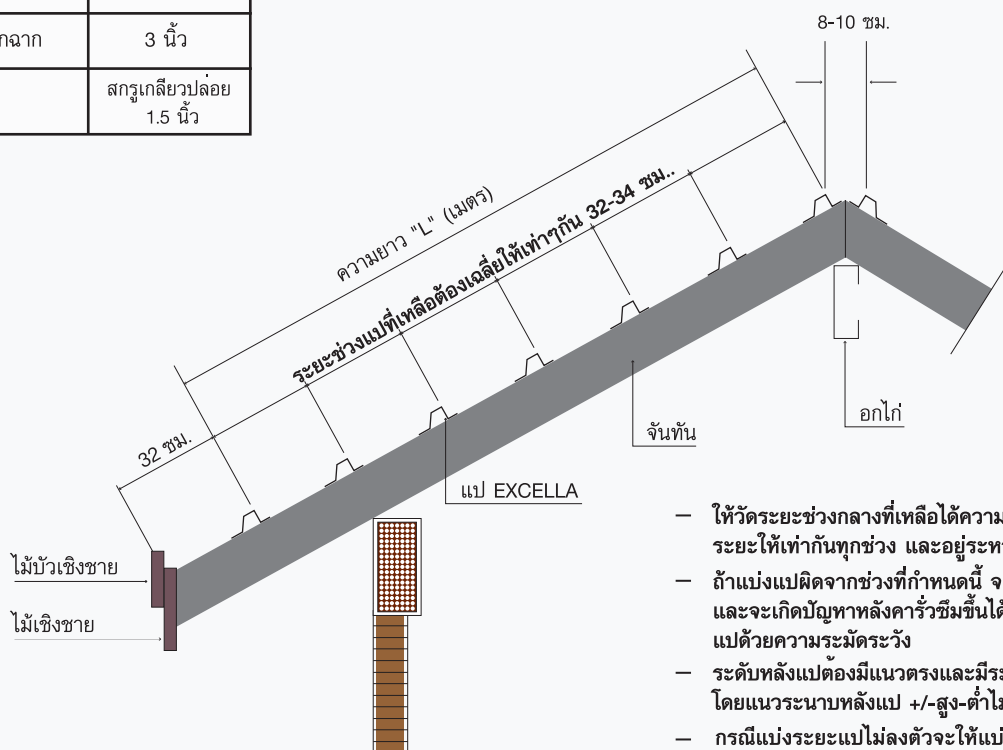 กฉาก
3 นิ้ว
สกรูเกลียวปล่อย
1.5 นิ้ว
8-10 ซม.
ความยาว "L" (เมตร)
ระยะช่วงแปที่เหลือต้องเฉลี่ยให้เท่าๆกัน 32-34 ซม..
32 ซม.
อกไก่
จันทัน
แป EXCELLA
ไม้บัวเชิงชาย
ไม้เชิงชาย
– ให้วัดระยะช่วงกลางที่เหลือได้ความ
ระยะให้เท่ากันทุกช่วง และอยู่ระห
– ถ้าแบ่งแปผิดจากช่วงที่กำหนดนี้ จ
และจะเกิดปัญหาหลังคารั่วซึมขึ้นได้
แปด้วยความระมัดระวัง
– ระดับหลังแปต้องมีแนวตรงและมีระ
โดยแนวระนาบหลังแป +/-สูง-ต่ำไม
– กรณีแบ่งระยะแปไม่ลงตัวจะให้แบ่